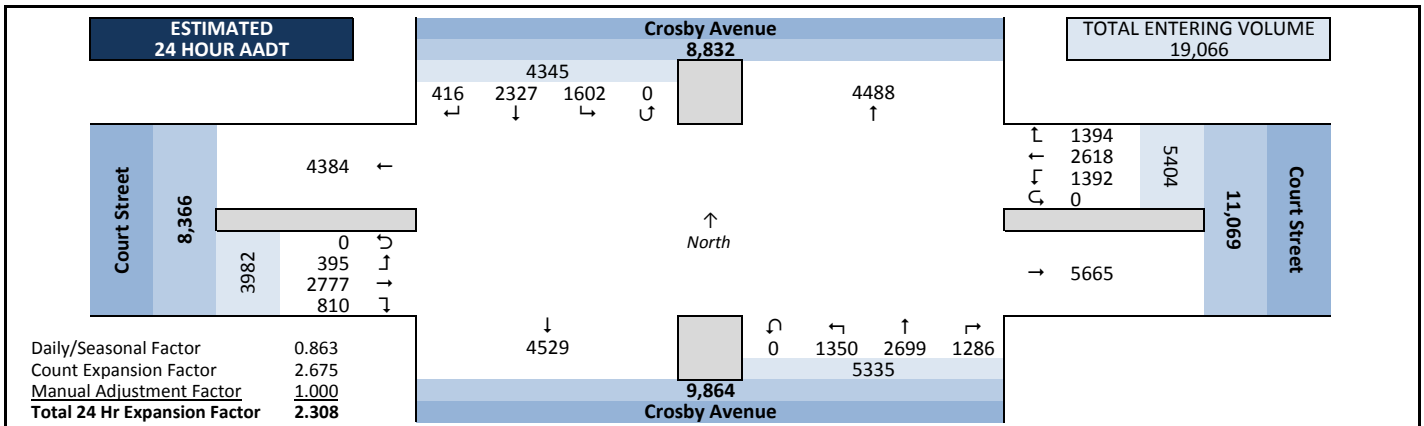 ESTIMATED
24 HOUR AADT
Crosby Avenue
8,832
TOTAL ENTERING VOLUME
19,066
4345
416 2327 1602 0
↵ ↓ ↳ ↺
4488
↑
Court Street
8,366
4384 ←
↑
North
3982
0 ⮌
395 ⮥
2777 →
810 ⮧
↰ 1394
← 2618
↲ 1392
⮎ 0
5404
11,069
Court Street
→ 5665
↓
4529
↶ ↰ ↑ ↱
0 1350 2699 1286
5335
9,864
Crosby Avenue
Daily/Seasonal Factor 0.863
Count Expansion Factor 2.675
Manual Adjustment Factor 1.000
Total 24 Hr Expansion Factor 2.308